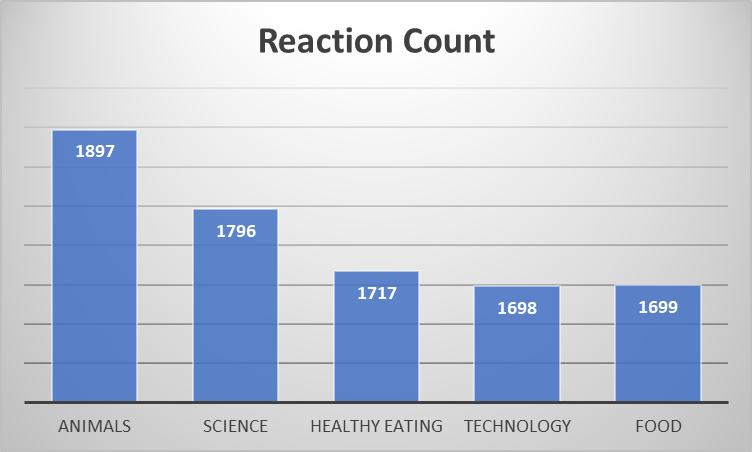 Reaction Count
1897
1796
1717
1698
1699
ANIMALS
SCIENCE
HEALTHY EATING
TECHNOLOGY
FOOD